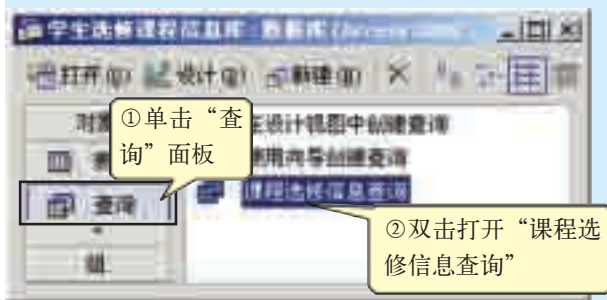 学生选修课程信息库：数据库
打开(O) 设计(D) 新建(N)
对象
在设计视图中创建查询
①单击“查
询”面板
使用向导创建查询
查询
课程选修信息查询
组
②双击打开“课程选
修信息查询”